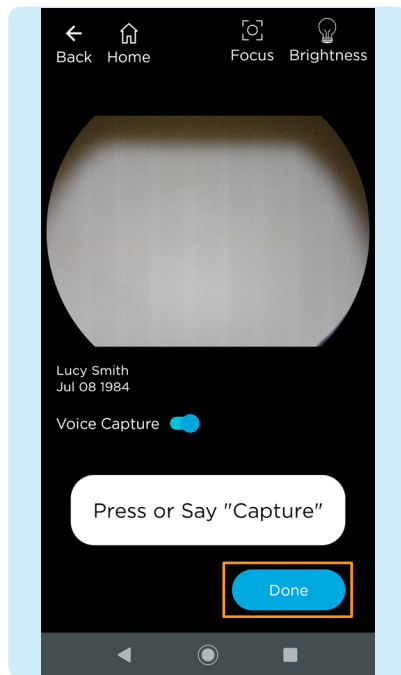 Back Home Focus Brightness
Lucy Smith
Jul 08 1984
Voice Capture
Press or Say "Capture"
Done